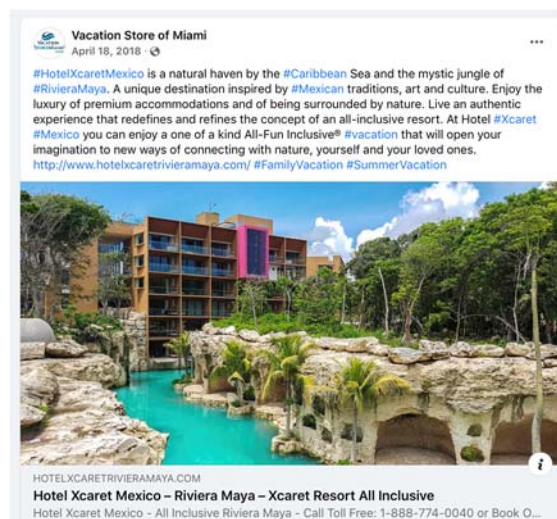 Vacation Store of Miami
April 18, 2018 ·
#HotelXcaretMexico is a natural haven by the #Caribbean Sea and the mystic jungle of
#RivieraMaya. A unique destination inspired by #Mexican traditions, art and culture. Enjoy the
luxury of premium accommodations and of being surrounded by nature. Live an authentic
experience that redefines and refines the concept of an all-inclusive resort. At Hotel #Xcaret
#Mexico you can enjoy a one of a kind All-Fun Inclusive® #vacation that will open your
imagination to new ways of connecting with nature, yourself and your loved ones.
http://www.hotelxcaretrivieramaya.com/ #FamilyVacation #SummerVacation
HOTELXCARETRIVIERAMAYA.COM
Hotel Xcaret Mexico – Riviera Maya – Xcaret Resort All Inclusive
Hotel Xcaret Mexico - All Inclusive Riviera Maya - Call Toll Free: 1-888-774-0040 or Book O...